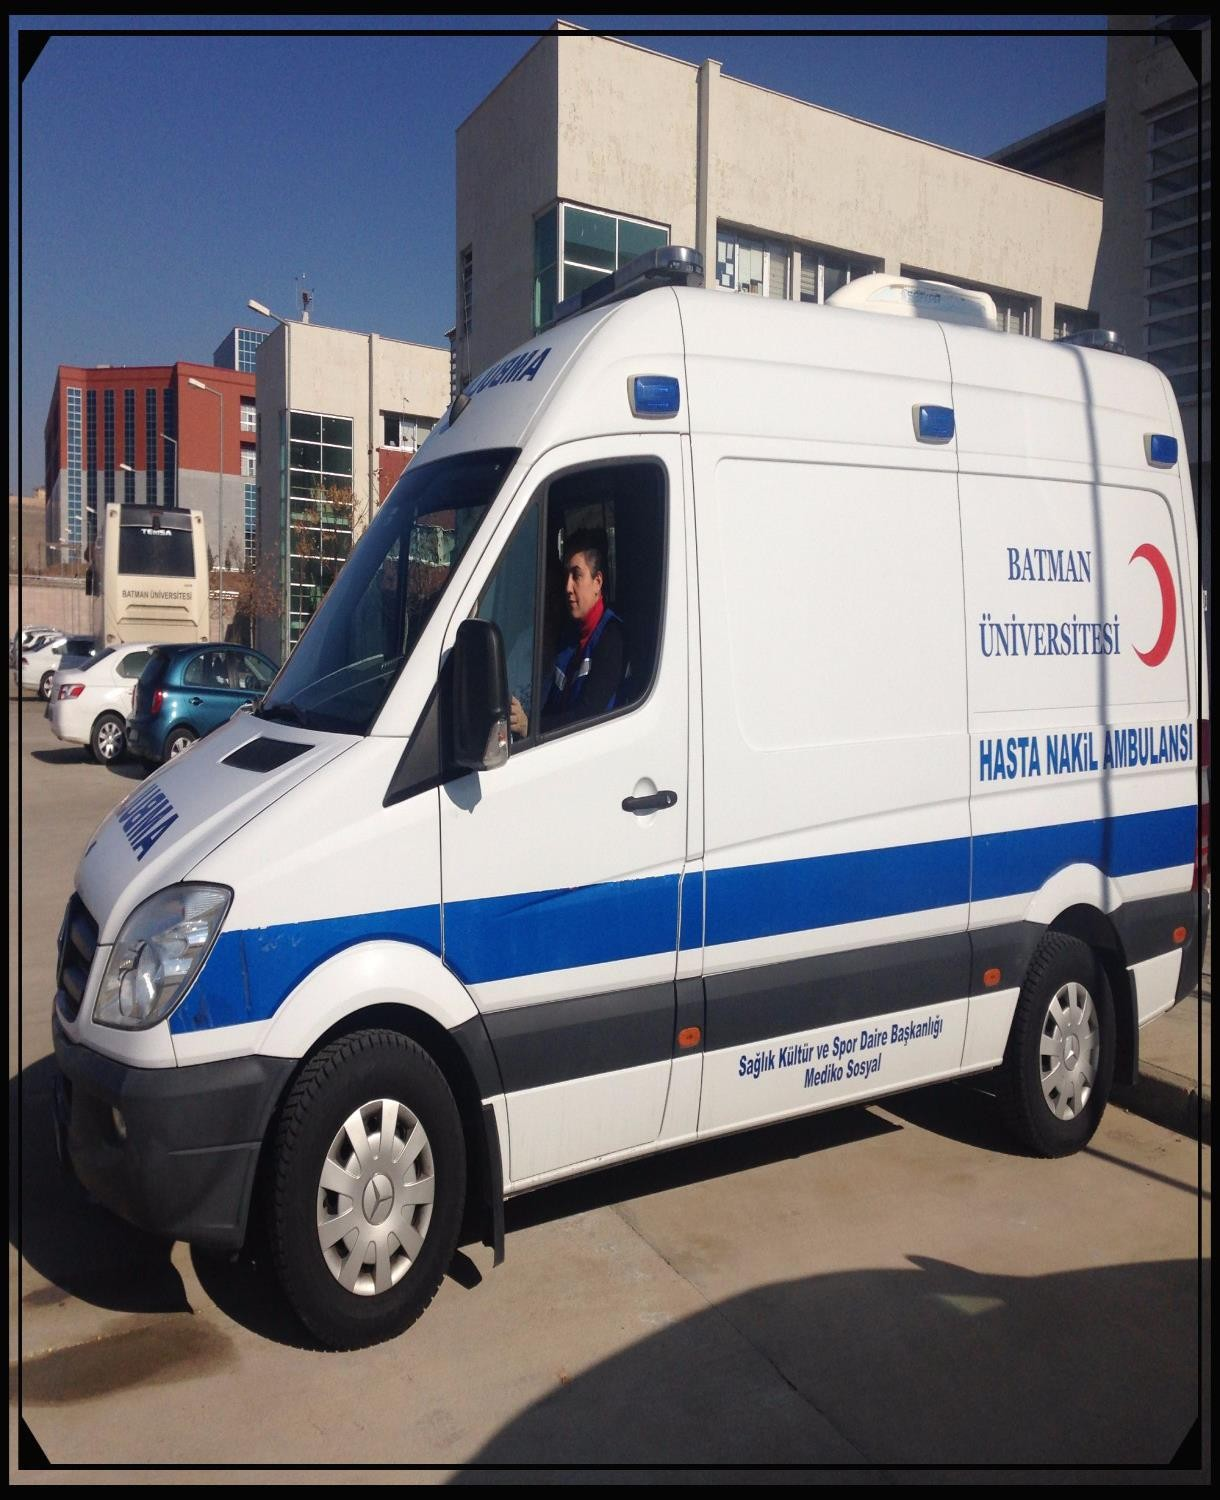 TEMSA
BATMAN ÜNİVERSİTESİ
BATMAN
ÜNİVERSİTESİ
HASTA NAKİL AMBULANSI
Sağlık Kültür ve Spor Daire Başkanlığı
Mediko Sosyal